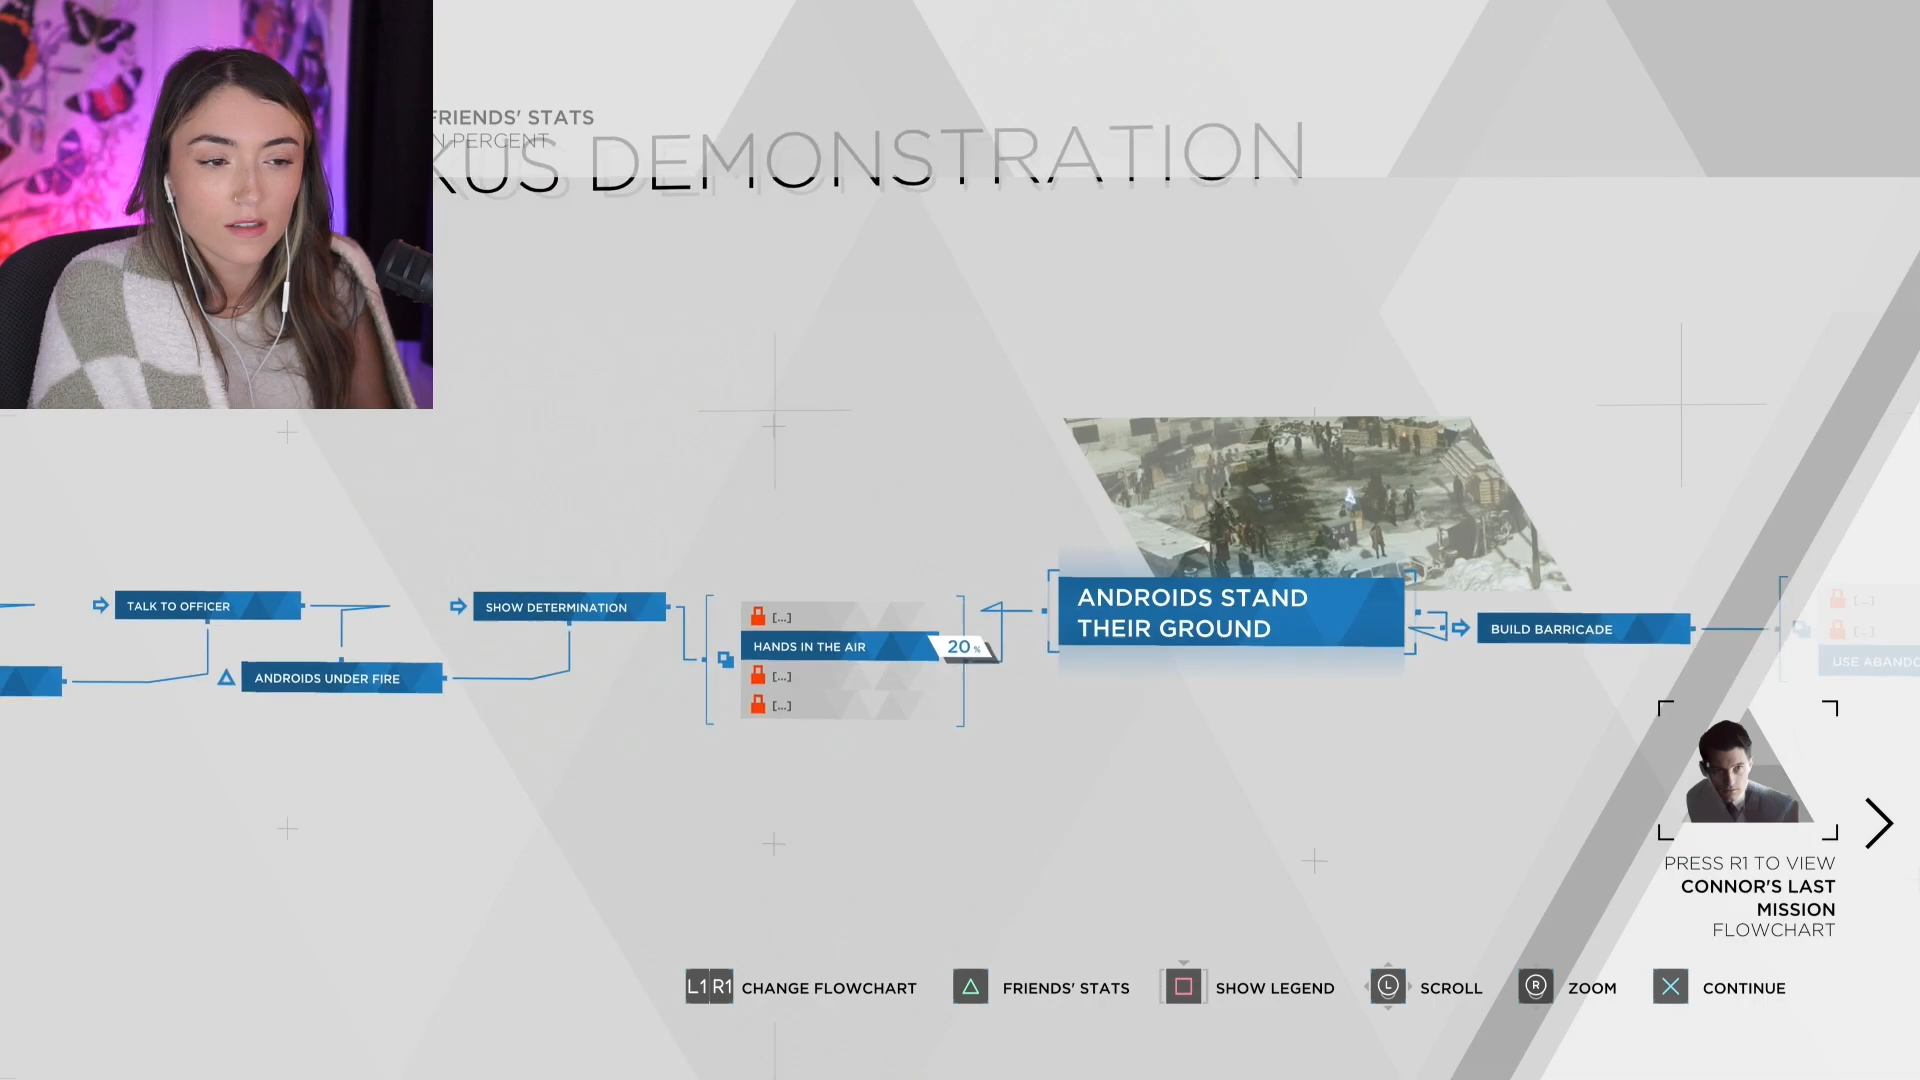 FRIENDS' STATS
N PERCENT
KUS DEMONSTRATION
TALK TO OFFICER
SHOW DETERMINATION
ANDROIDS UNDER FIRE
[...]
HANDS IN THE AIR
20%
[...]
[...]
ANDROIDS STAND
THEIR GROUND
BUILD BARRICADE
[...]
[...]
USE ABANDO
PRESS R1 TO VIEW
CONNOR'S LAST
MISSION
FLOWCHART
L1 R1 CHANGE FLOWCHART
FRIENDS' STATS
SHOW LEGEND
L SCROLL
R ZOOM
CONTINUE